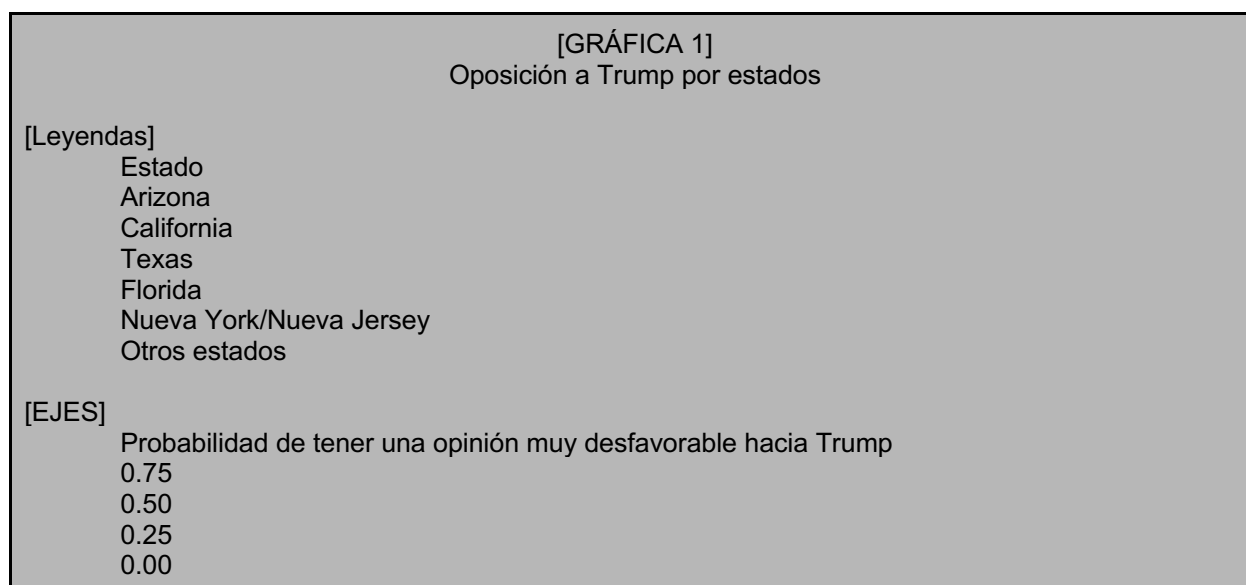 [GRÁFICA 1]
Oposición a Trump por estados
[Leyendas]
Estado
Arizona
California
Texas
Florida
Nueva York/Nueva Jersey
Otros estados
[EJES]
Probabilidad de tener una opinión muy desfavorable hacia Trump
0.75
0.50
0.25
0.00